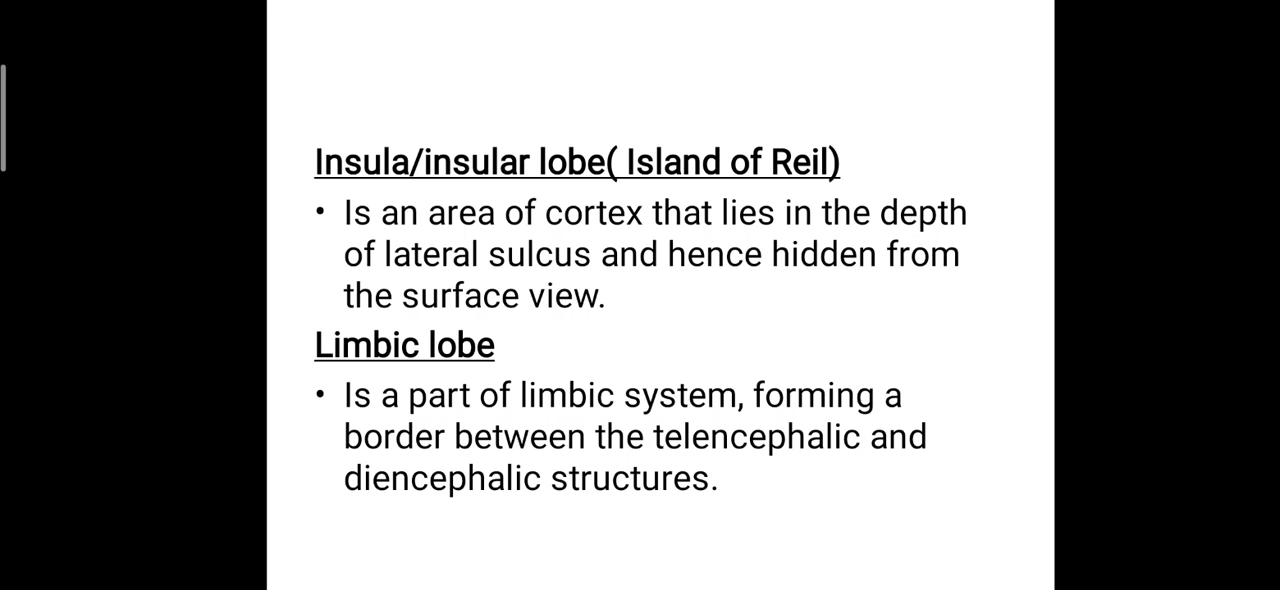 Insula/insular lobe( Island of Reil)
• Is an area of cortex that lies in the depth
of lateral sulcus and hence hidden from
the surface view.
Limbic lobe
• Is a part of limbic system, forming a
border between the telencephalic and
diencephalic structures.